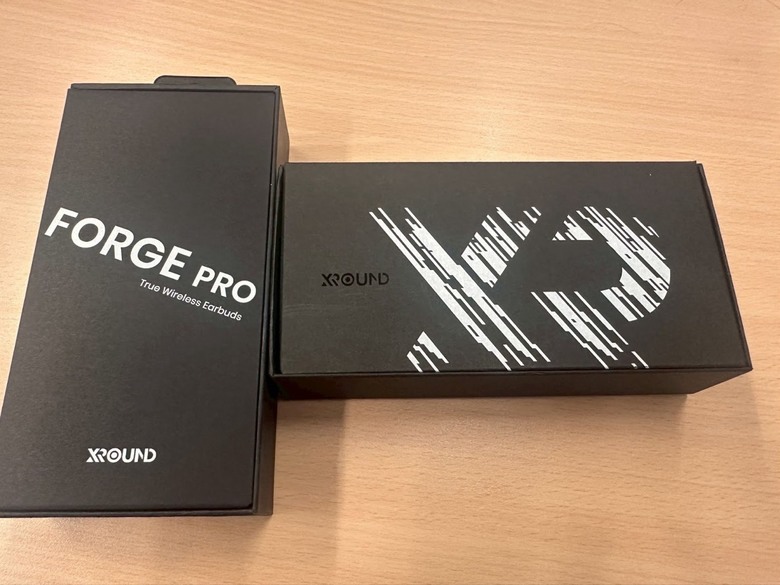 FORGE PRO
True Wireless Earbuds
XROUND
XROUND